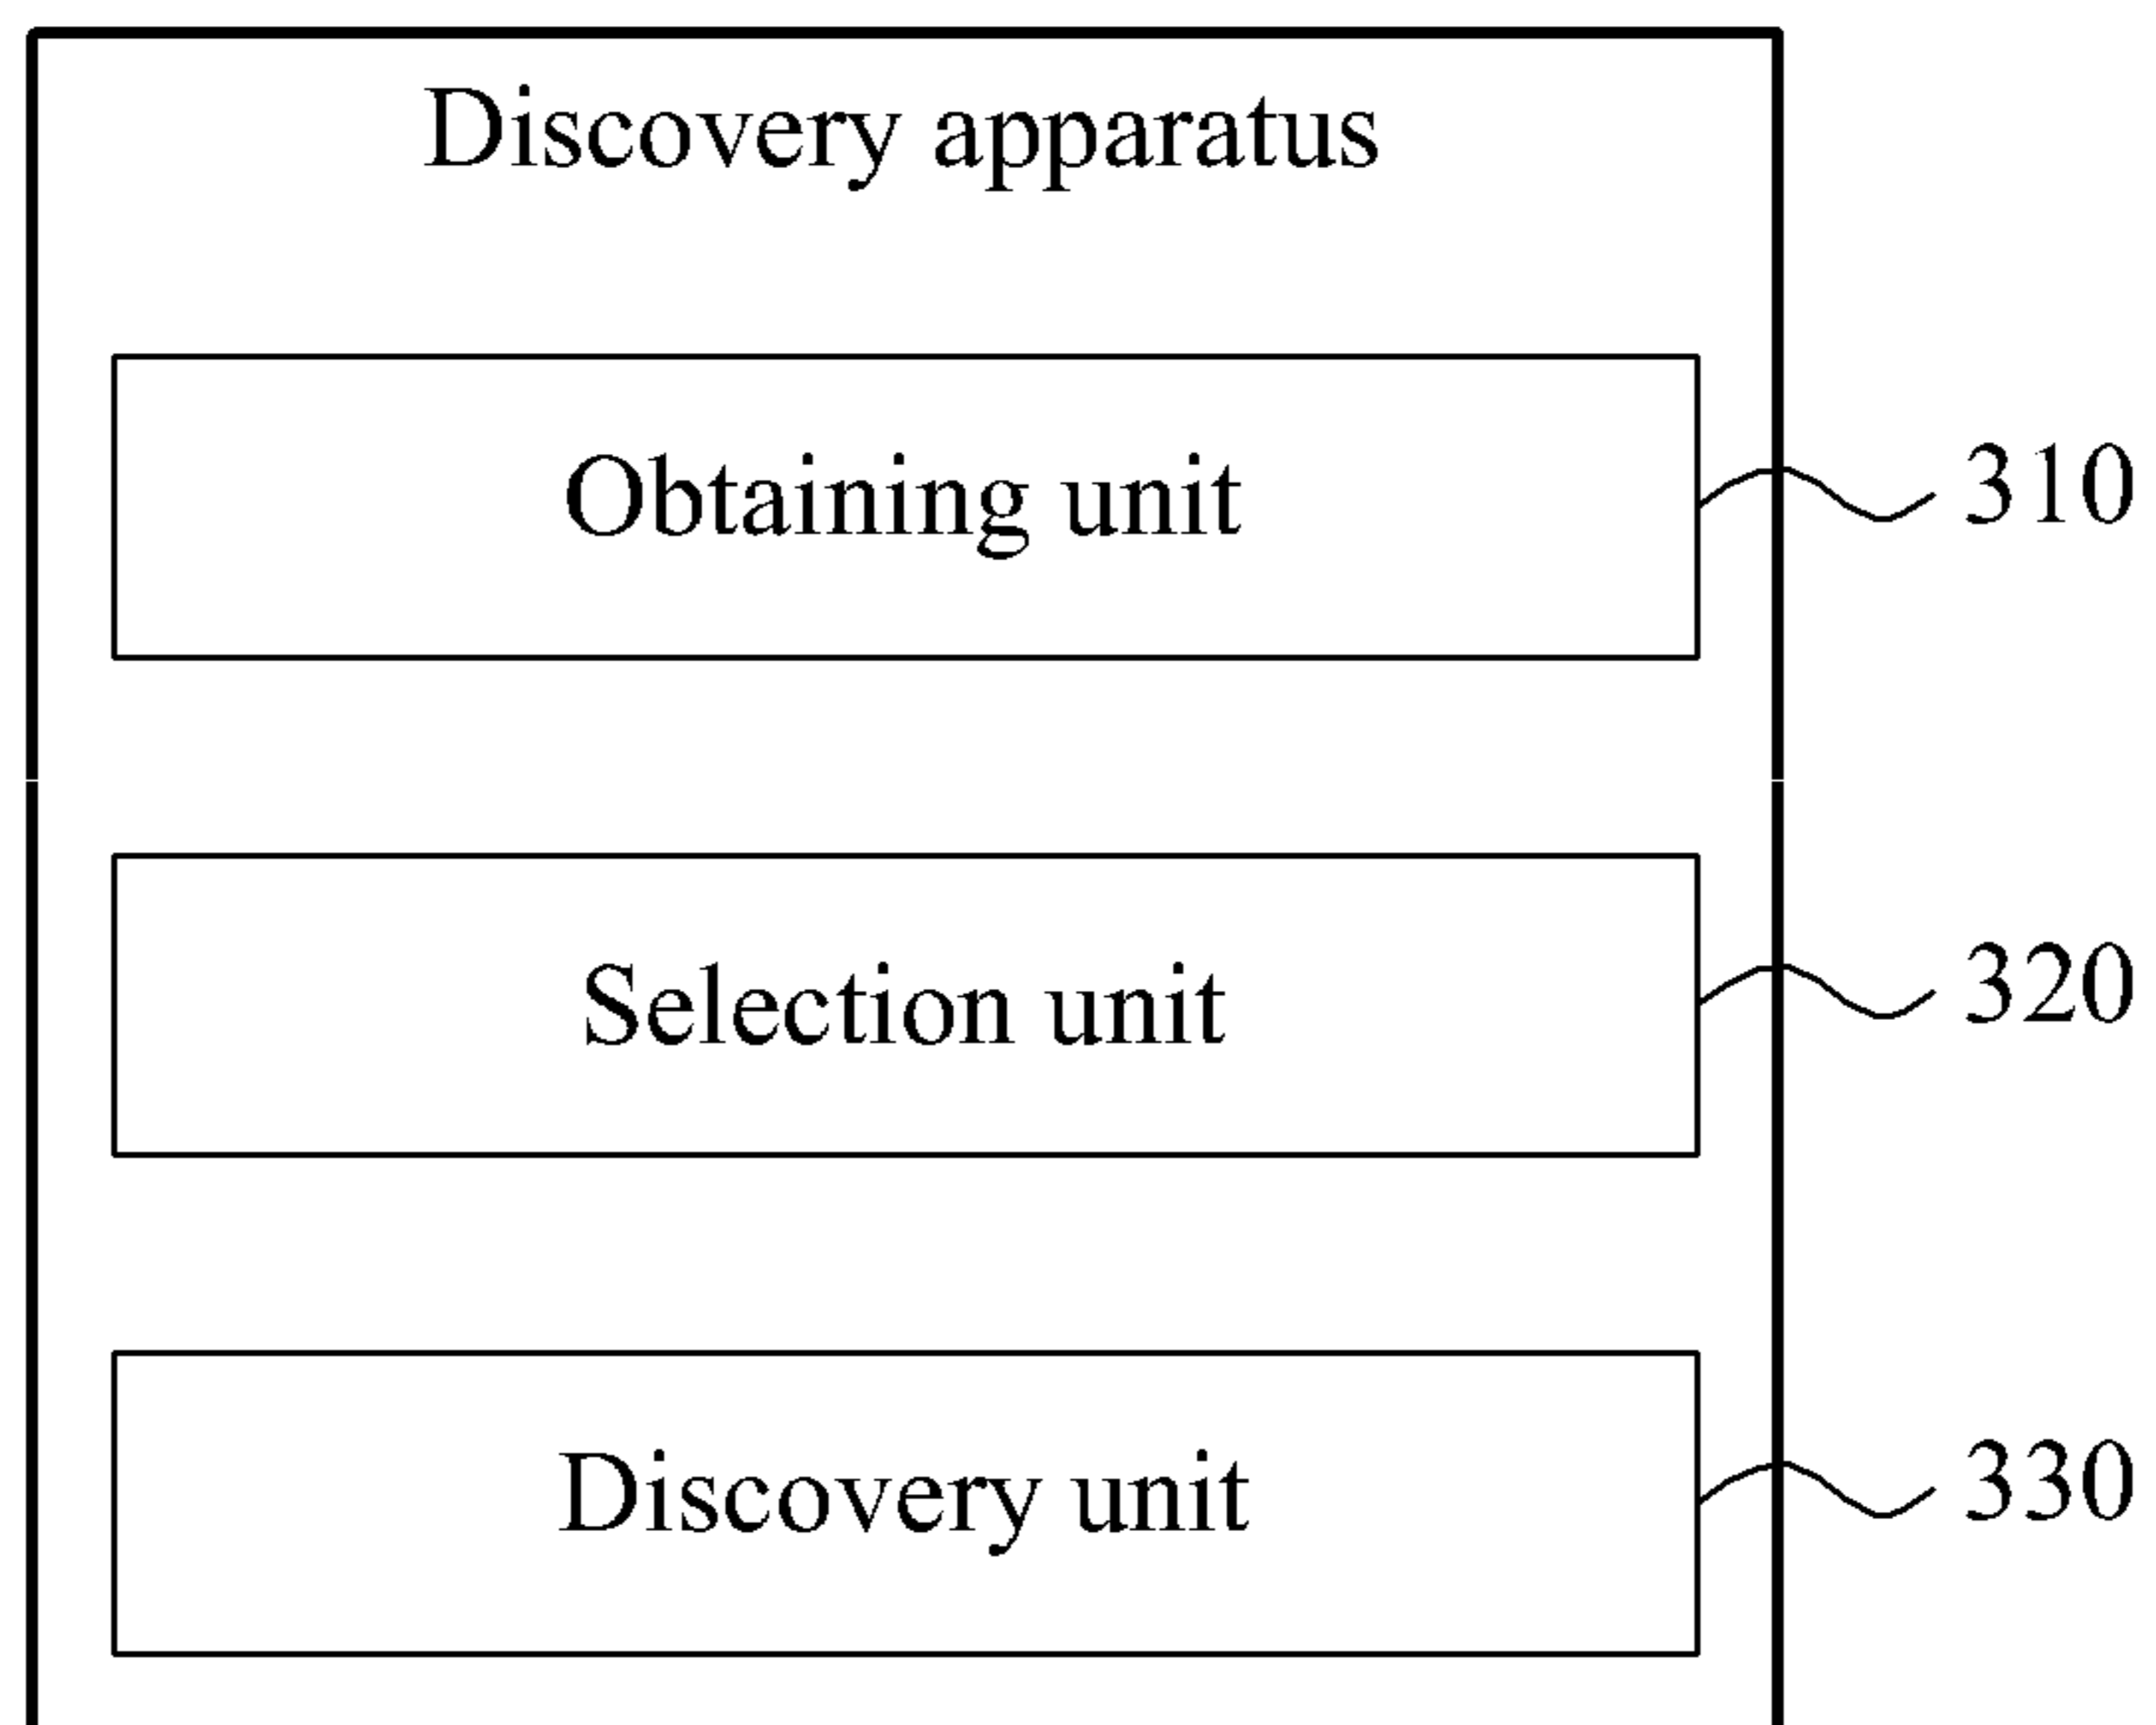 Discovery apparatus
Obtaining unit 310
Selection unit 320
Discovery unit 330